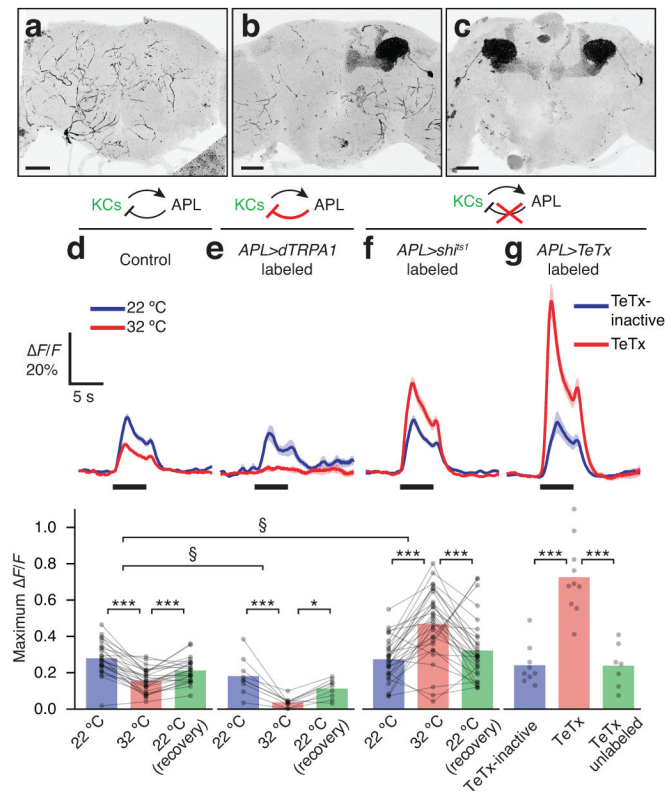 a
b
c
KCs APL
KCs APL
KCs APL
d
Control
e
APL>dTRPA1
labeled
f
APL>shi^ts1
labeled
g
APL>TeTx
labeled
22 ºC
32 ºC
TeTx-
inactive
TeTx
ΔF/F
20%
5 s
Maximum ΔF/F
1.0
0.8
0.6
0.4
0.2
0.0
§
§
*** ***
*** *
*** ***
*** ***
22 ºC
32 ºC
22 ºC
(recovery)
22 ºC
32 ºC
22 ºC
(recovery)
22 ºC
32 ºC
22 ºC
(recovery)
TeTx-inactive
TeTx
TeTx
unlabeled